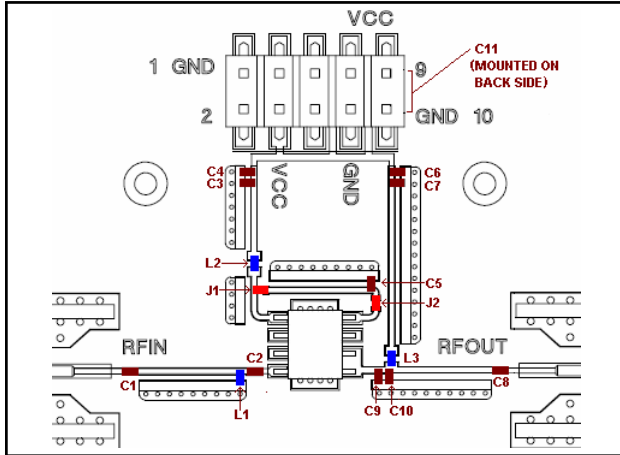 VCC
C11
(MOUNTED ON
BACK SIDE)
1 GND
9
2
GND 10
C4
C3
VCC
GND
C6
C7
L2
C5
J1
J2
RFIN
C2
L3
RFOUT
C1
L1
C9
C10
C8